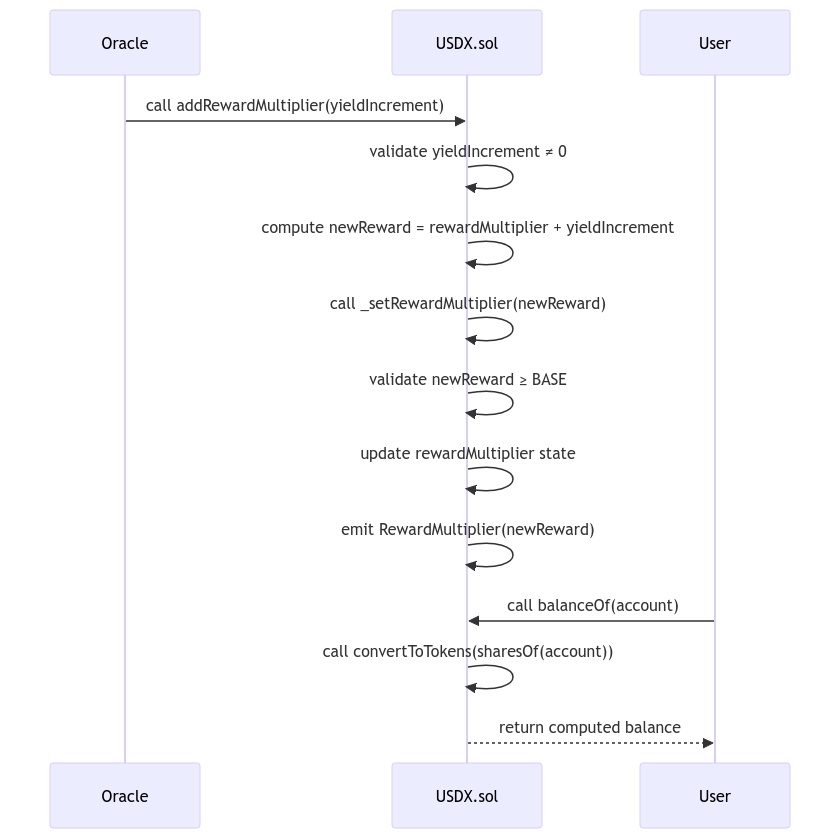 Oracle
USDX.sol
User
call addRewardMultiplier(yieldIncrement)
validate yieldIncrement ≠ 0
compute newReward = rewardMultiplier + yieldIncrement
call _setRewardMultiplier(newReward)
validate newReward ≥ BASE
update rewardMultiplier state
emit RewardMultiplier(newReward)
call balanceOf(account)
call convertToTokens(sharesOf(account))
return computed balance
Oracle
USDX.sol
User